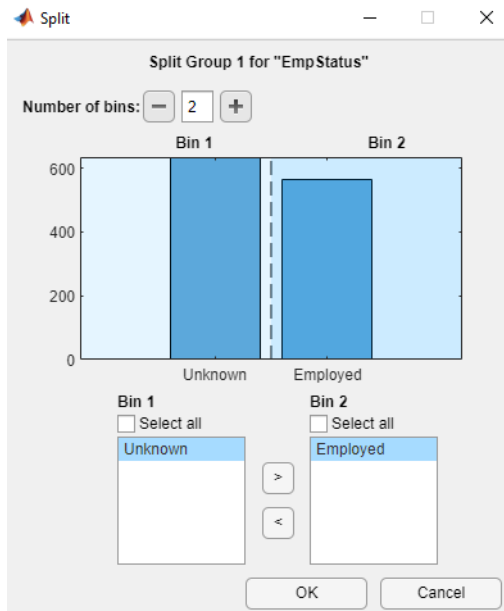 Split
Split Group 1 for "EmpStatus"
Number of bins: − 2 +
Bin 1 Bin 2
600
400
200
0
Unknown Employed
Bin 1 Bin 2
Select all Select all
Unknown Employed
>
<
OK Cancel